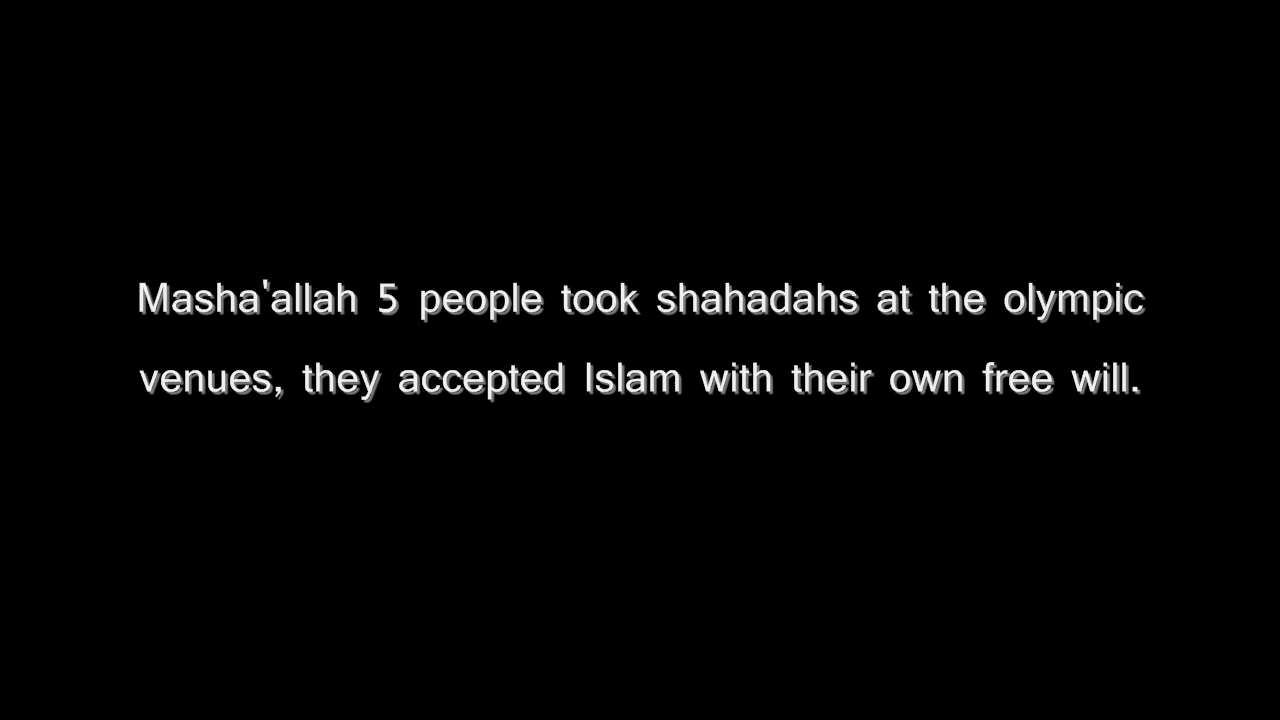 Masha'allah 5 people took shahadahs at the olympic
venues, they accepted Islam with their own free will.